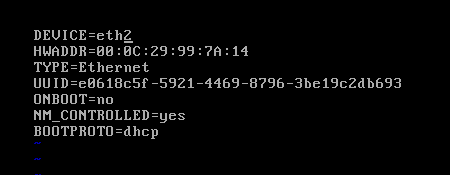 DEVICE=eth2
HWADDR=00:0C:29:99:7A:14
TYPE=Ethernet
UUID=e0618c5f-5921-4469-8796-3be19c2db693
ONBOOT=no
NM_CONTROLLED=yes
BOOTPROTO=dhcp
~
~
~